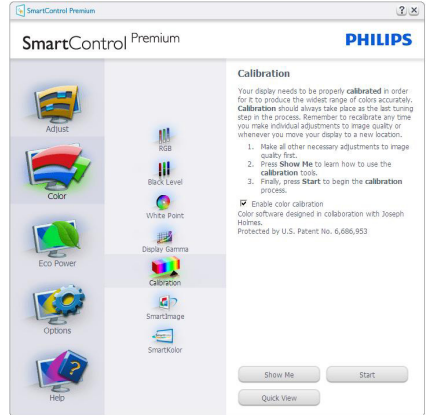 SmartControl Premium
SmartControl Premium
PHILIPS
Adjust
Color
Eco Power
Options
Help
RGB
Black Level
White Point
Display Gamma
Calibration
SmartImage
SmartKolor
Calibration
Your display needs to be properly calibrated in order
for it to produce the widest range of colors accurately.
Calibration should always take place as the last tuning
step in the process. Remember to recalibrate any time
you make individual adjustments to image quality or
whenever you move your display to a new location.
1. Make all other necessary adjustments to image
quality first.
2. Press Show Me to learn how to use the
calibration tools.
3. Finally, press Start to begin the calibration
process.
Enable color calibration
Color software designed in collaboration with Joseph
Holmes.
Protected by U.S. Patent No. 6,686,953
Show Me
Start
Quick View